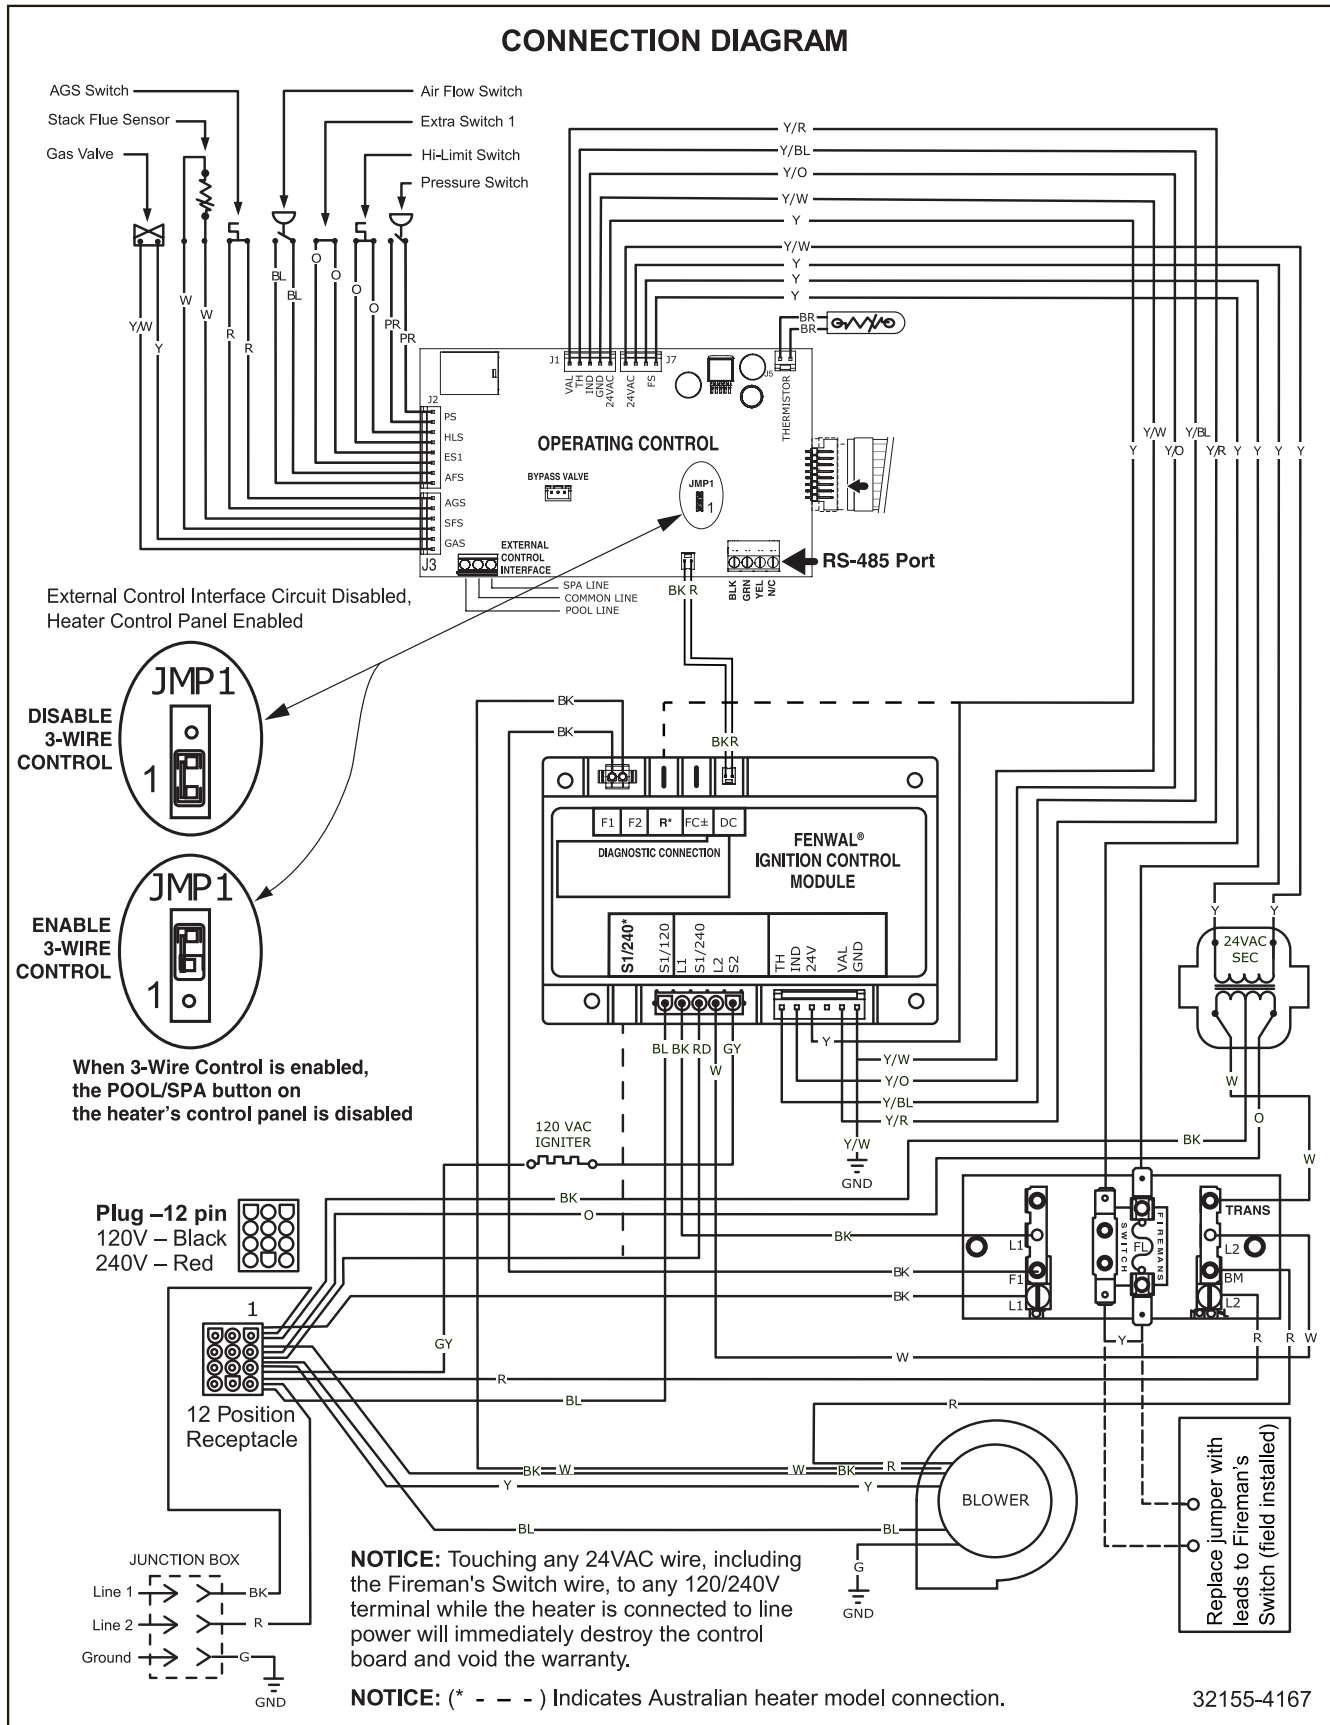 CONNECTION DIAGRAM
AGS Switch
Stack Flue Sensor
Gas Valve
Air Flow Switch
Extra Switch 1
Hi-Limit Switch
Pressure Switch
Y/R
Y/BL
Y/O
Y/W
Y
Y/W
Y
Y
Y
Y/W
Y
W
W
R
R
BL
BL
O
O
O
O
PR
PR
BR
BR
J1
J7
J5
VAL
TH
IND
GND
24VAC
24VAC
FS
THERMISTOR
J2
PS
HLS
ES1
AFS
AGS
SFS
GAS
J3
OPERATING CONTROL
BYPASS VALVE
JMP1
1
EXTERNAL
CONTROL
INTERFACE
SPA LINE
COMMON LINE
POOL LINE
BK R
BLK
GRN
YEL
N/C
RS-485 Port
Y
Y/W
Y/O
Y/BL
Y/R
Y
Y
Y
Y
External Control Interface Circuit Disabled,
Heater Control Panel Enabled
JMP1
1
DISABLE
3-WIRE
CONTROL
JMP1
1
ENABLE
3-WIRE
CONTROL
When 3-Wire Control is enabled,
the POOL/SPA button on
the heater's control panel is disabled
BK
BK
BKR
F1
F2
R*
FC±
DC
DIAGNOSTIC CONNECTION
FENWAL®
IGNITION CONTROL
MODULE
S1/240*
S1/120
L1
S1/240
L2
S2
TH
IND
24V
VAL
GND
BL
BK
RD
W
GY
Y
Y/W
Y/O
Y/BL
Y/R
Y/W
GND
Y
Y
24VAC
SEC
W
O
BK
W
120 VAC
IGNITER
BK
O
Plug –12 pin
120V – Black
240V – Red
BK
BK
BK
L1
F1
L1
SWITCH
FL
FIREMANS
TRANS
L2
BM
L2
Y
R
R
W
1
12 Position
Receptacle
GY
W
R
BL
R
BK
W
W
BK
R
Y
Y
BL
BL
BLOWER
G
GND
Replace jumper with
leads to Fireman's
Switch (field installed)
JUNCTION BOX
Line 1
BK
Line 2
R
Ground
G
GND
NOTICE: Touching any 24VAC wire, including
the Fireman's Switch wire, to any 120/240V
terminal while the heater is connected to line
power will immediately destroy the control
board and void the warranty.
NOTICE: (* - - - ) Indicates Australian heater model connection.
32155-4167